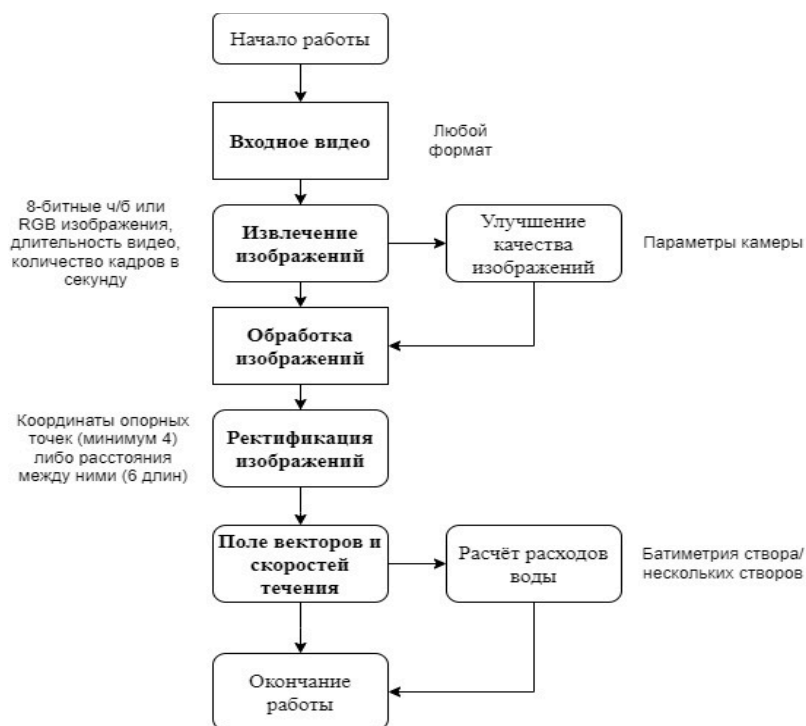 Начало работы
Входное видео
Любой
формат
8-битные ч/б или
RGB изображения,
длительность видео,
количество кадров в
секунду
Извлечение
изображений
Улучшение
качества
изображений
Параметры камеры
Обработка
изображений
Координаты опорных
точек (минимум 4)
либо расстояния
между ними (6 длин)
Ректификация
изображений
Поле векторов и
скоростей
течения
Расчёт расходов
воды
Батиметрия створа/
нескольких створов
Окончание
работы